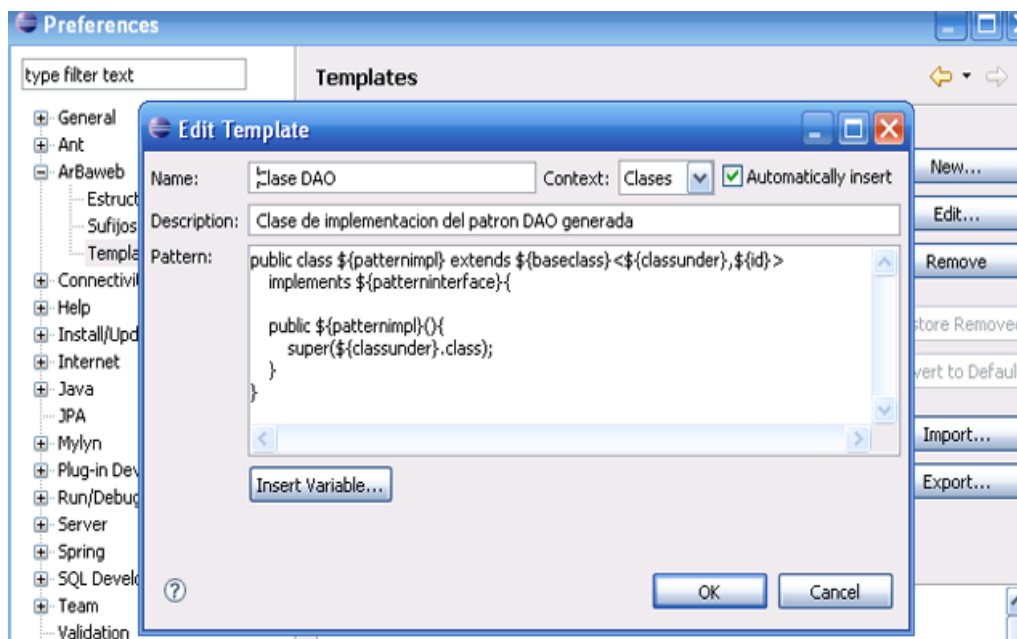 Preferences
type filter text
Templates
General
Ant
ArBaweb
Estruct
Sufijos
Templa
Connectivit
Help
Install/Upd
Internet
Java
JPA
Mylyn
Plug-in Dev
Run/Debug
Server
Spring
SQL Develo
Team
Validation
Edit Template
Name:
Clase DAO
Context:
Clases
Automatically insert
Description:
Clase de implementacion del patron DAO generada
Pattern:
public class ${patternimpl} extends ${baseclass}<${classunder},${id}>
implements ${patterninterface}{
public ${patternimpl}(){
super(${classunder}.class);
}
}
Insert Variable...
OK
Cancel
New...
Edit...
Remove
store Removed
vert to Defaul
Import...
Export...